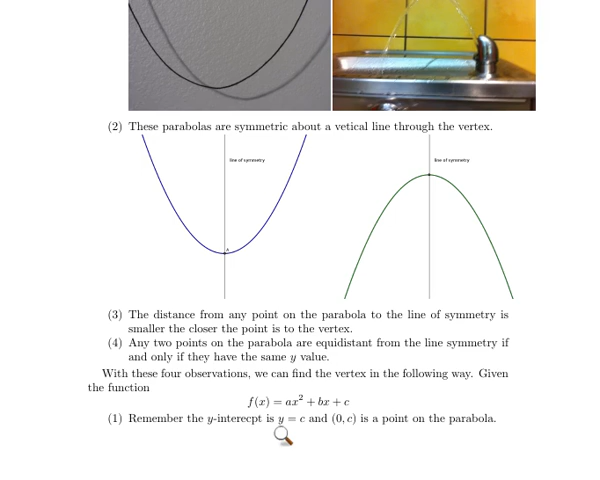 (2) These parabolas are symmetric about a vetical line through the vertex.
line of symmetry
line of symmetry
A
(3) The distance from any point on the parabola to the line of symmetry is
smaller the closer the point is to the vertex.
(4) Any two points on the parabola are equidistant from the line symmetry if
and only if they have the same y value.
With these four observations, we can find the vertex in the following way. Given
the function
f(x) = ax² + bx + c
(1) Remember the y-interecpt is y = c and (0, c) is a point on the parabola.